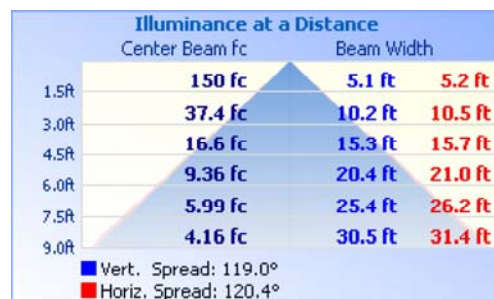 Illuminance at a Distance
Center Beam fc Beam Width
150 fc 5.1 ft 5.2 ft
1.5ft
37.4 fc 10.2 ft 10.5 ft
3.0ft
16.6 fc 15.3 ft 15.7 ft
4.5ft
9.36 fc 20.4 ft 21.0 ft
6.0ft
5.99 fc 25.4 ft 26.2 ft
7.5ft
4.16 fc 30.5 ft 31.4 ft
9.0ft
Vert. Spread: 119.0°
Horiz. Spread: 120.4°